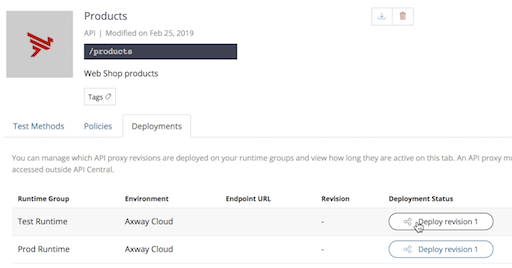 Products
API | Modified on Feb 25, 2019
/products
Web Shop products
Tags
Test Methods Policies Deployments
You can manage which API proxy revisions are deployed on your runtime groups and view how long they are active on this tab. An API proxy
accessed outside API Central.
Runtime Group Environment Endpoint URL Revision Deployment Status
Test Runtime Axway Cloud - Deploy revision 1
Prod Runtime Axway Cloud - Deploy revision 1